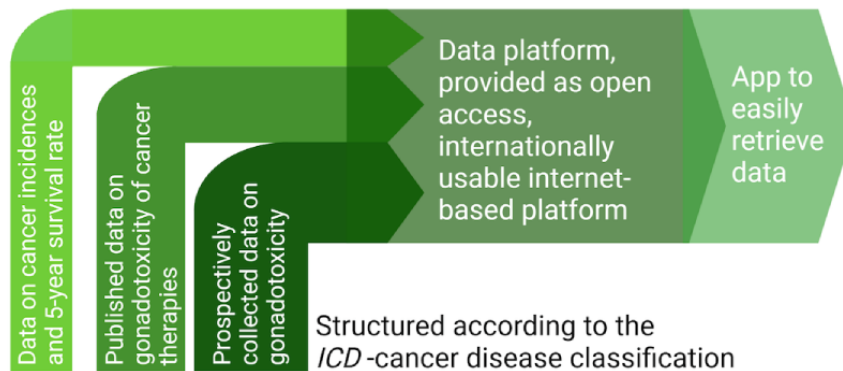 Data on cancer incidences
and 5-year survival rate
Published data on
gonadotoxicity of cancer
therapies
Prospectively
collected data on
gonadotoxicity
Data platform,
provided as open
access,
internationally
usable internet-
based platform
App to
easily
retrieve
data
Structured according to the
ICD -cancer disease classification